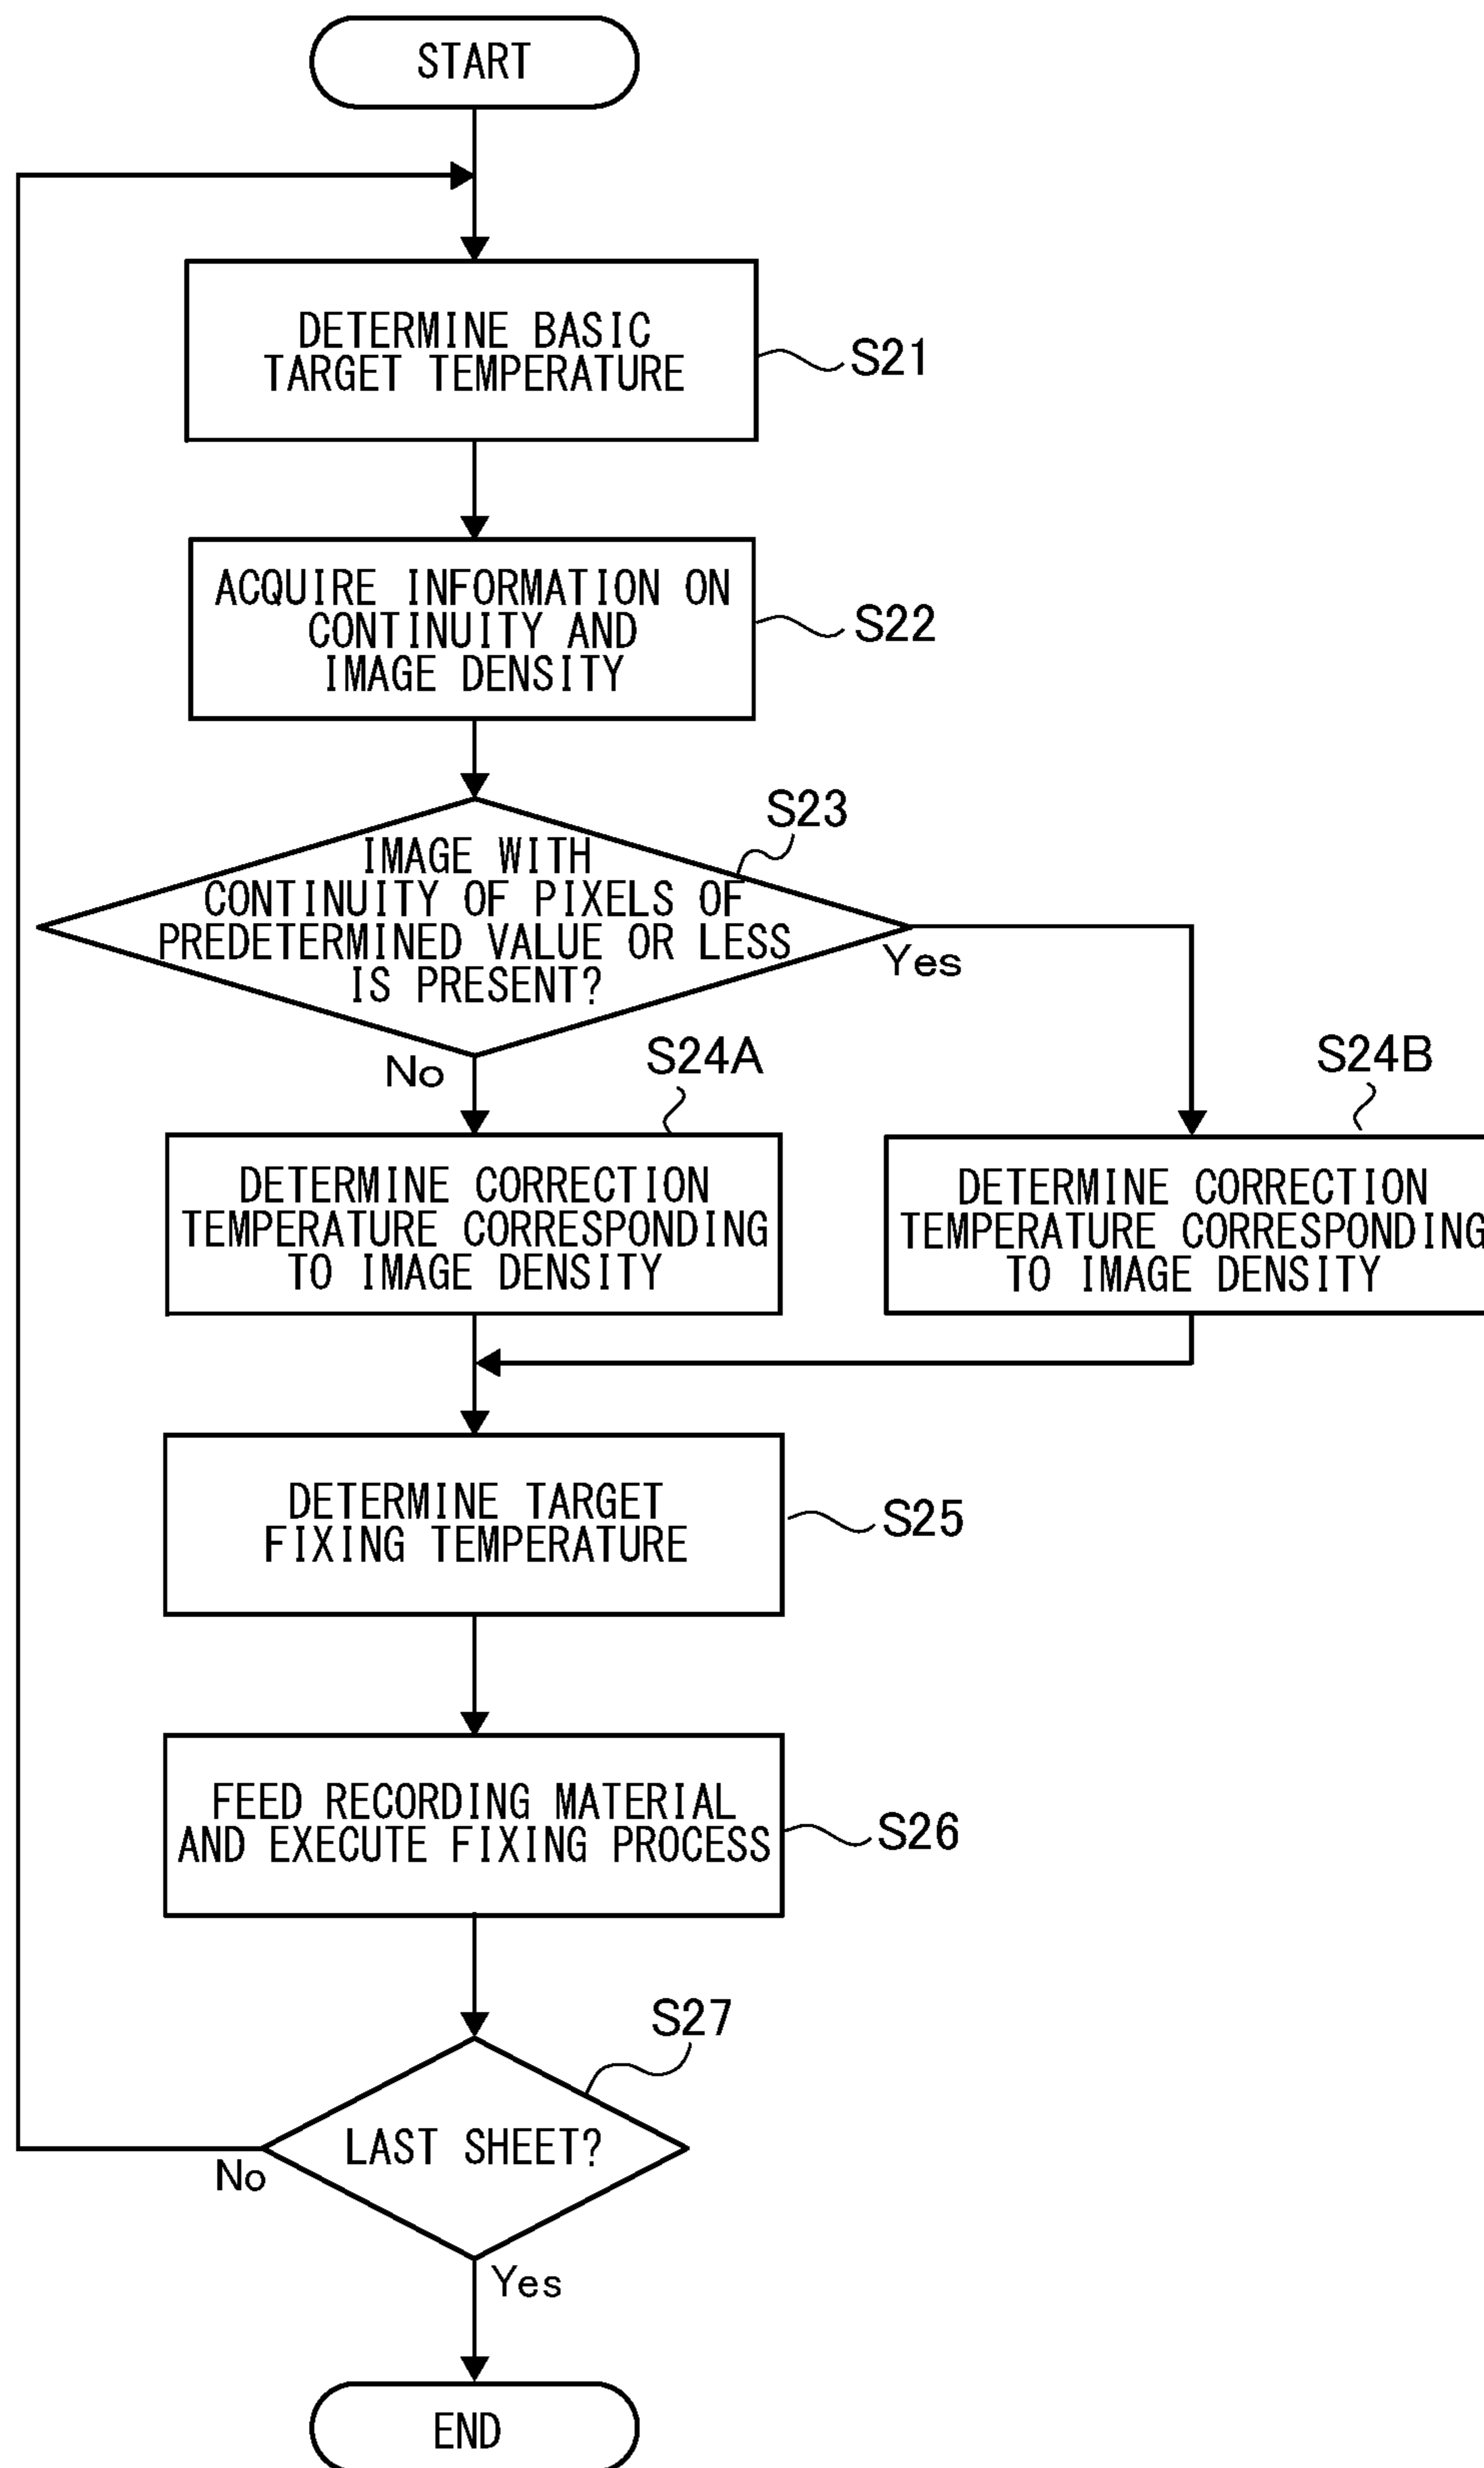 START
DETERMINE BASIC
TARGET TEMPERATURE
S21
ACQUIRE INFORMATION ON
CONTINUITY AND
IMAGE DENSITY
S22
S23
IMAGE WITH
CONTINUITY OF PIXELS OF
PREDETERMINED VALUE OR LESS
IS PRESENT?
Yes
No
S24A
S24B
DETERMINE CORRECTION
TEMPERATURE CORRESPONDING
TO IMAGE DENSITY
DETERMINE CORRECTION
TEMPERATURE CORRESPONDING
TO IMAGE DENSITY
DETERMINE TARGET
FIXING TEMPERATURE
S25
FEED RECORDING MATERIAL
AND EXECUTE FIXING PROCESS
S26
S27
LAST SHEET?
No
Yes
END